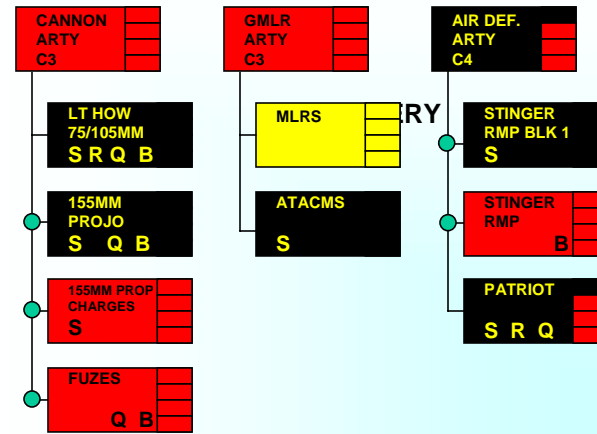 CANNON
ARTY
C3
GMLR
ARTY
C3
AIR DEF.
ARTY
C4
LT HOW
75/105MM
S R Q B
MLRS
ERY
STINGER
RMP BLK 1
S
155MM
PROJO
S Q B
ATACMS
S
STINGER
RMP
B
155MM PROP
CHARGES
S
PATRIOT
S R Q
FUZES
Q B